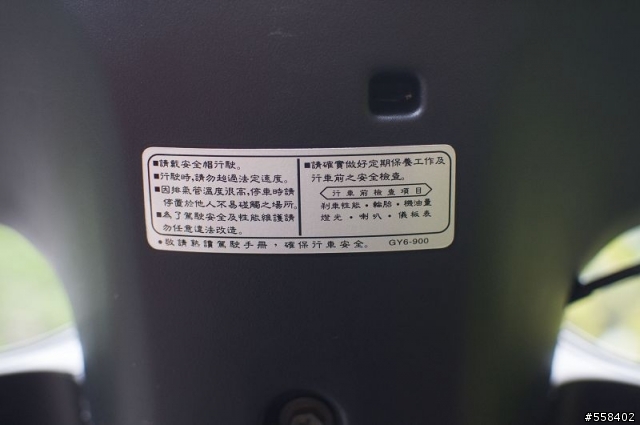 ■請戴安全帽行駛。
■行駛時,請勿超過法定速度。
■因排氣管溫度很高,停車時請
停置於他人不易碰觸之場所。
■為了駕駛安全及性能維護請
勿任意違法改造。
■請確實做好定期保養工作及
行車前之安全檢查。
行車前檢查項目
剎車性能・輪胎・機油量
燈光・喇叭・儀板表
●敬請熟讀駕駛手冊,確保行車安全。 GY6-900
#558402